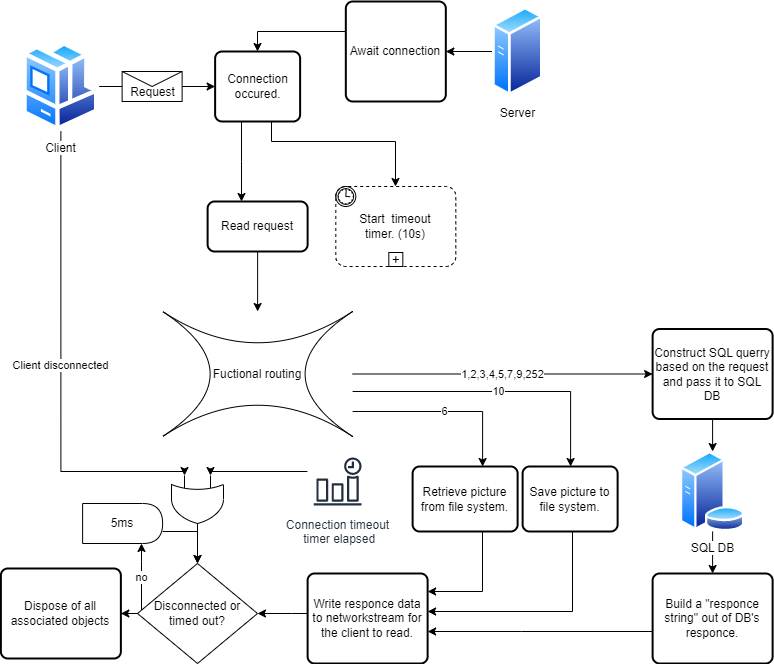 Await connection
Server
Connection
occured.
Request
Client
Read request
Start timeout
timer. (10s)
Client disconnected
Fuctional routing
1,2,3,4,5,7,9,252
10
6
Construct SQL querry
based on the request
and pass it to SQL
DB
Retrieve picture
from file system.
Save picture to
file system.
SQL DB
Connection timeout
timer elapsed
5ms
no
Disconnected or
timed out?
Dispose of all
associated objects
Write responce data
to networkstream for
the client to read.
Build a "responce
string" out of DB's
responce.